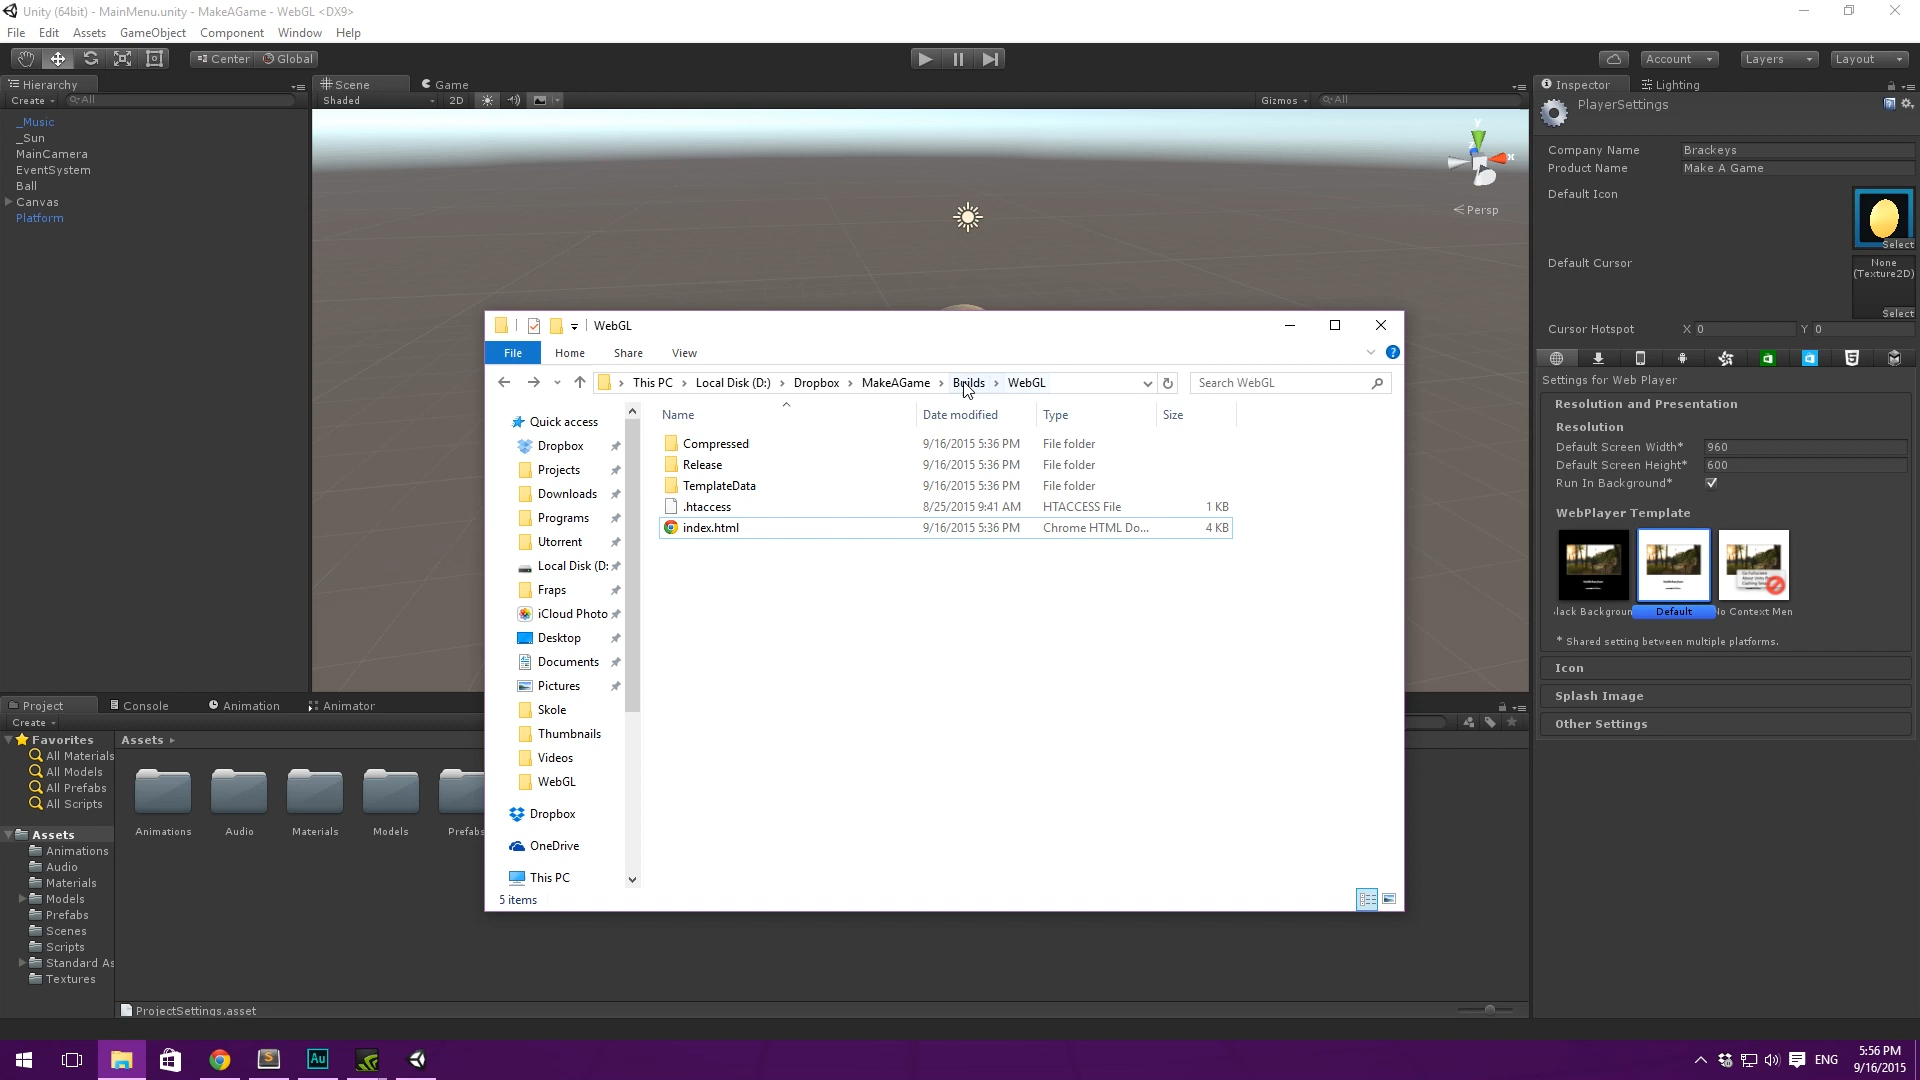 Unity (64bit) - MainMenu.unity - MakeAGame - WebGL <DX9>
File Edit Assets GameObject Component Window Help
Center Global
Account Layers Layout
Hierarchy
Create All
_Music
_Sun
MainCamera
EventSystem
Ball
Canvas
Platform
Scene Game
Shaded 2D Gizmos All
y
x
Persp
Inspector Lighting
PlayerSettings
Company Name Brackeys
Product Name Make A Game
Default Icon
Select
Default Cursor
None
(Texture2D)
Select
Cursor Hotspot X 0 Y 0
Settings for Web Player
Resolution and Presentation
Resolution
Default Screen Width* 960
Default Screen Height* 600
Run In Background*
WebPlayer Template
lack Backgroun Default lo Context Men
* Shared setting between multiple platforms.
Icon
Splash Image
Other Settings
WebGL
File Home Share View
This PC Local Disk (D:) Dropbox MakeAGame Builds WebGL
Search WebGL
Name Date modified Type Size
Compressed 9/16/2015 5:36 PM File folder
Release 9/16/2015 5:36 PM File folder
TemplateData 9/16/2015 5:36 PM File folder
.htaccess 8/25/2015 9:41 AM HTACCESS File 1 KB
index.html 9/16/2015 5:36 PM Chrome HTML Do... 4 KB
Quick access
Dropbox
Projects
Downloads
Programs
Utorrent
Local Disk (D:
Fraps
iCloud Photo
Desktop
Documents
Pictures
Skole
Thumbnails
Videos
WebGL
Dropbox
OneDrive
This PC
5 items
Project Console Animation Animator
Create
Favorites
All Materials
All Models
All Prefabs
All Scripts
Assets
Animations
Audio
Materials
Models
Prefabs
Scenes
Scripts
Standard As
Textures
Assets
Animations Audio Materials Models Prefabs
ProjectSettings.asset
S
Au
ENG
5:56 PM
9/16/2015